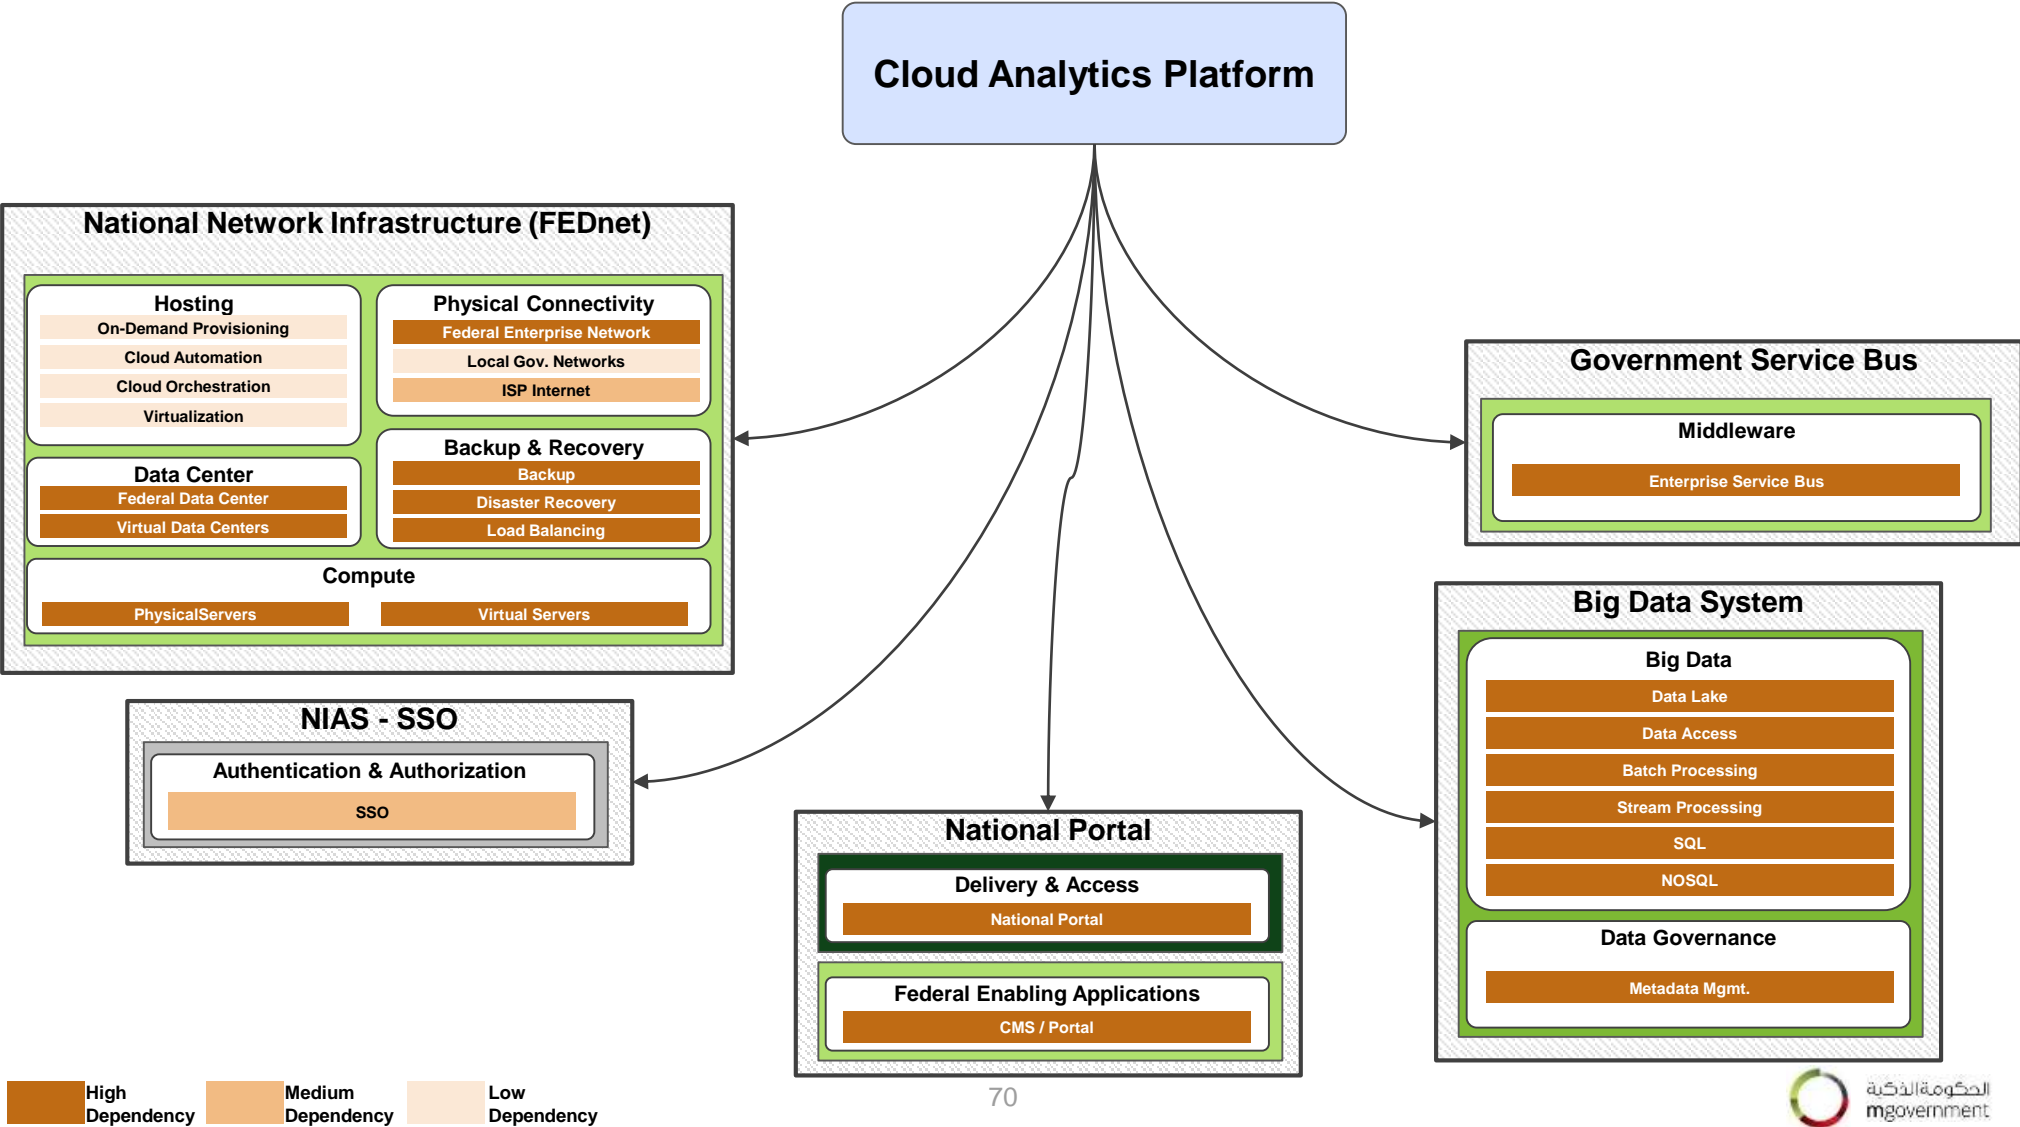 Cloud Analytics Platform
National Network Infrastructure (FEDnet)
Hosting
On-Demand Provisioning
Cloud Automation
Cloud Orchestration
Virtualization
Physical Connectivity
Federal Enterprise Network
Local Gov. Networks
ISP Internet
Data Center
Federal Data Center
Virtual Data Centers
Backup & Recovery
Backup
Disaster Recovery
Load Balancing
Compute
PhysicalServers
Virtual Servers
Government Service Bus
Middleware
Enterprise Service Bus
NIAS - SSO
Authentication & Authorization
SSO
National Portal
Delivery & Access
National Portal
Federal Enabling Applications
CMS / Portal
Big Data System
Big Data
Data Lake
Data Access
Batch Processing
Stream Processing
SQL
NOSQL
Data Governance
Metadata Mgmt.
High
Dependency
Medium
Dependency
Low
Dependency
70
الحكومة الذكية
mgovernment